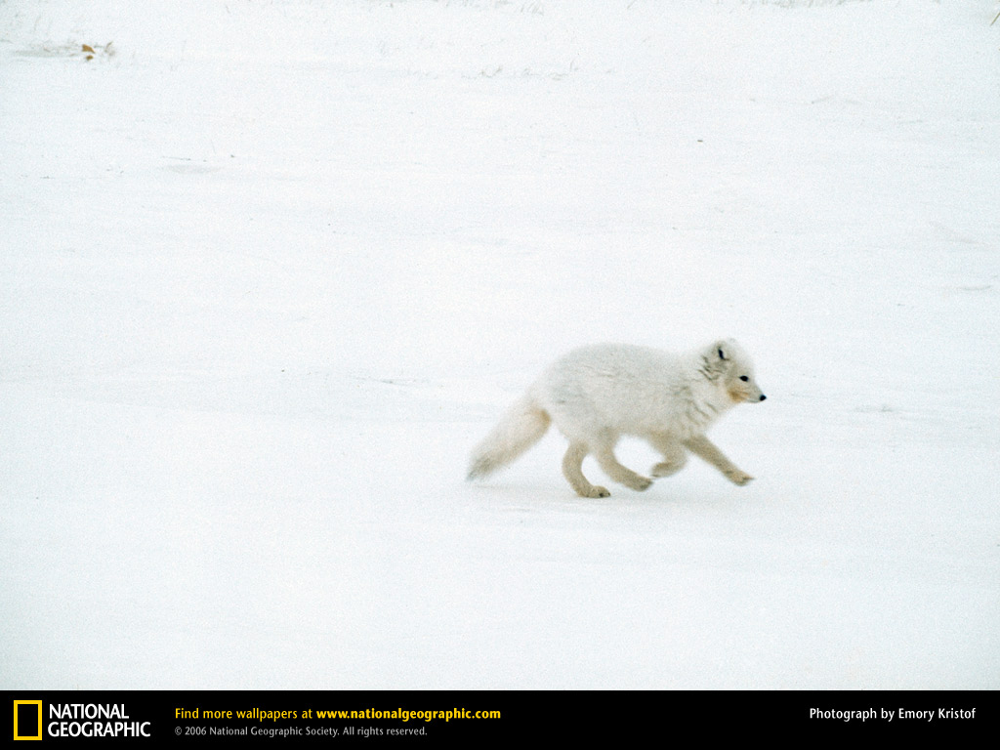 NATIONAL
GEOGRAPHIC
Find more wallpapers at www.nationalgeographic.com
© 2006 National Geographic Society. All rights reserved.
Photograph by Emory Kristof